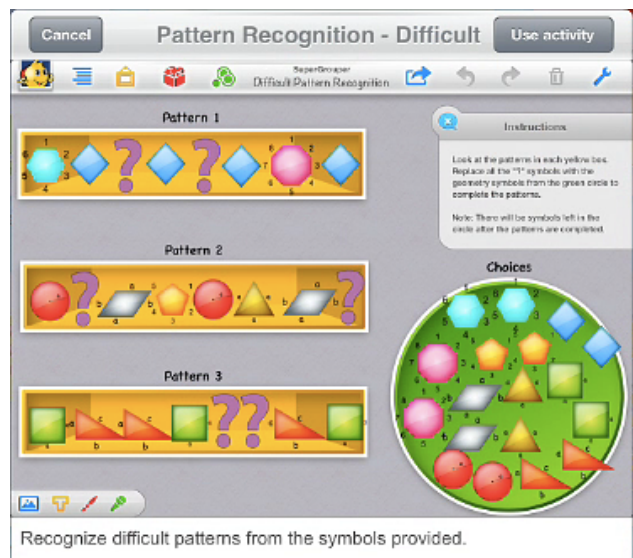 Cancel
Pattern Recognition - Difficult
Use activity
SuperGrouper
Difficult Pattern Recognition
Pattern 1
Instructions
Look at the patterns in each yellow box.
Replace all the "?" symbols with the
geometry symbols from the green circle to
complete the patterns.
Note: There will be symbols left in the
circle after the patterns are completed.
Pattern 2
Choices
Pattern 3
Recognize difficult patterns from the symbols provided.